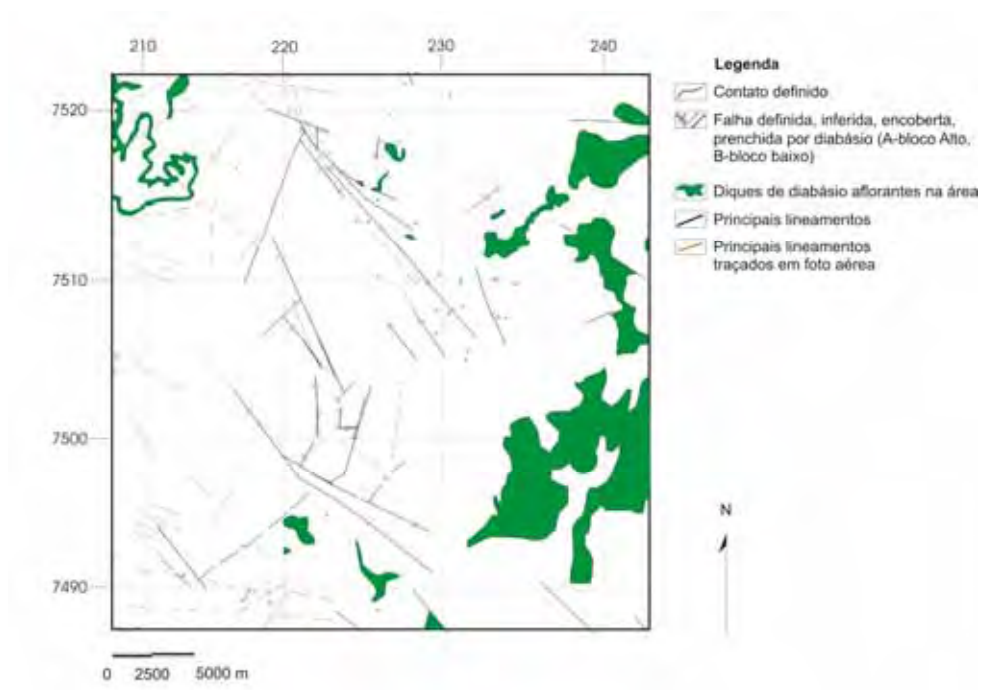 210 220 230 240
7520
7510
7500
7490
Legenda
Contato definido
Falha definida, inferida, encoberta,
prenchida por diabásio (A-bloco Alto,
B-bloco baixo)
Diques de diabásio aflorantes na área
Principais lineamentos
Principais lineamentos
traçados em foto aérea
N
0 2500 5000 m